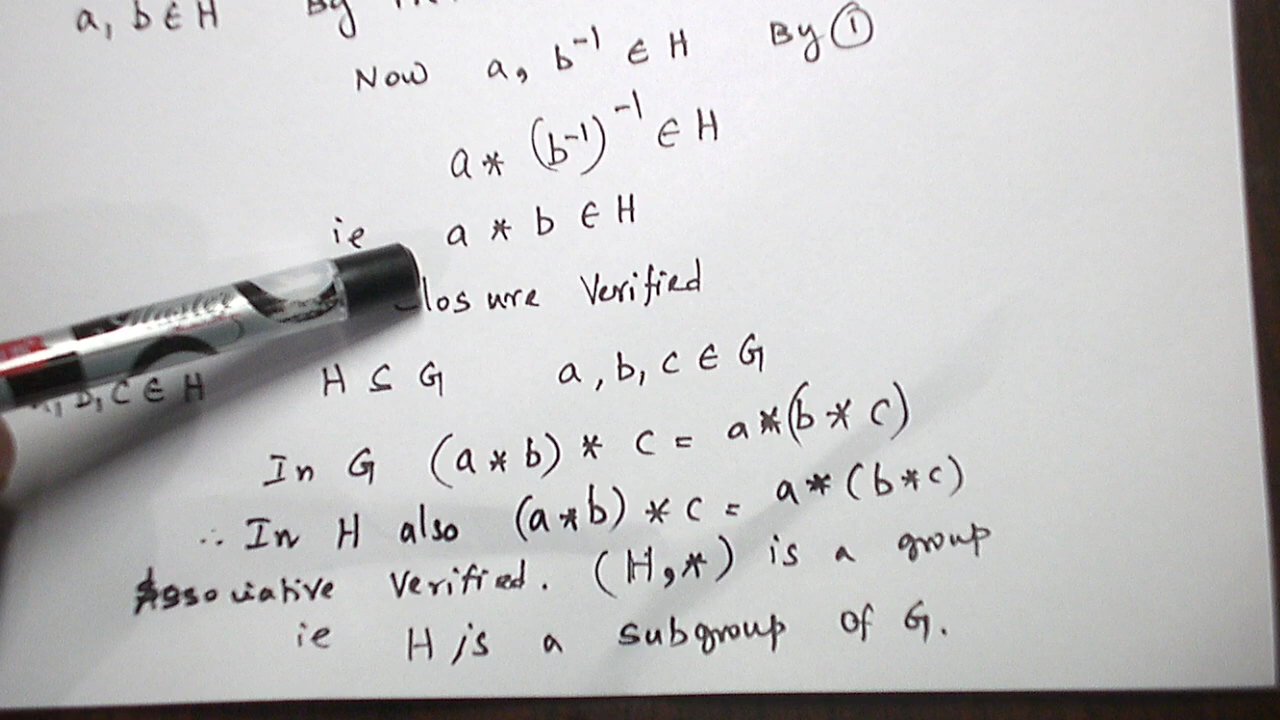 a, b ∈ H By
Now a, b⁻¹ ∈ H By ①
a * (b⁻¹)⁻¹ ∈ H
ie a * b ∈ H
losure Verified
a, b, c ∈ H H ⊆ G a, b, c ∈ G
In G (a * b) * c = a * (b * c)
∴ In H also (a * b) * c = a * (b * c)
Associative Verified. (H, *) is a group
ie H is a subgroup of G.